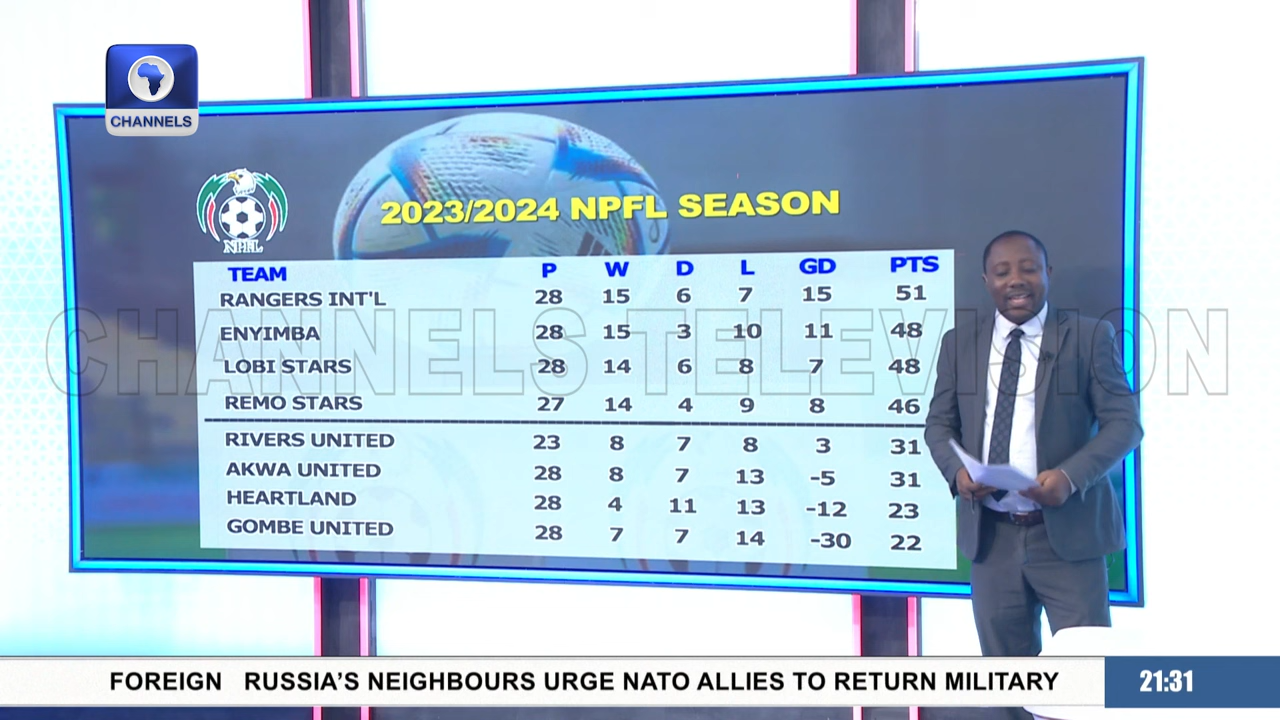 CHANNELS
NPFL
2023/2024 NPFL SEASON
TEAM P W D L GD PTS
RANGERS INT'L 28 15 6 7 15 51
ENYIMBA 28 15 3 10 11 48
LOBI STARS 28 14 6 8 7 48
REMO STARS 27 14 4 9 8 46
RIVERS UNITED 23 8 7 8 3 31
AKWA UNITED 28 8 7 13 -5 31
HEARTLAND 28 4 11 13 -12 23
GOMBE UNITED 28 7 7 14 -30 22
CHANNELS TELEVISION
FOREIGN RUSSIA'S NEIGHBOURS URGE NATO ALLIES TO RETURN MILITARY
21:31